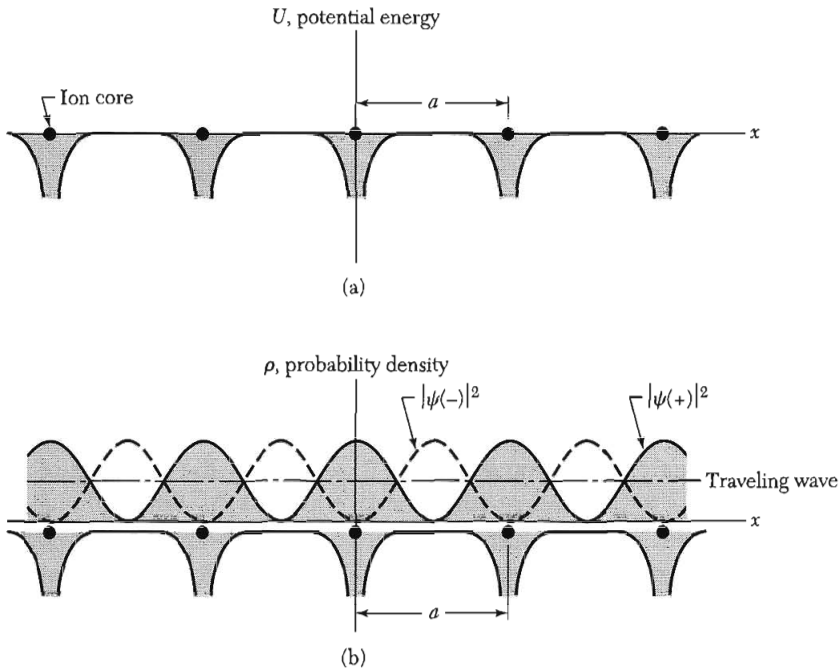 U, potential energy
Ion core
a
x
(a)
ρ, probability density
|ψ(−)|²
|ψ(+)|²
Traveling wave
x
a
(b)